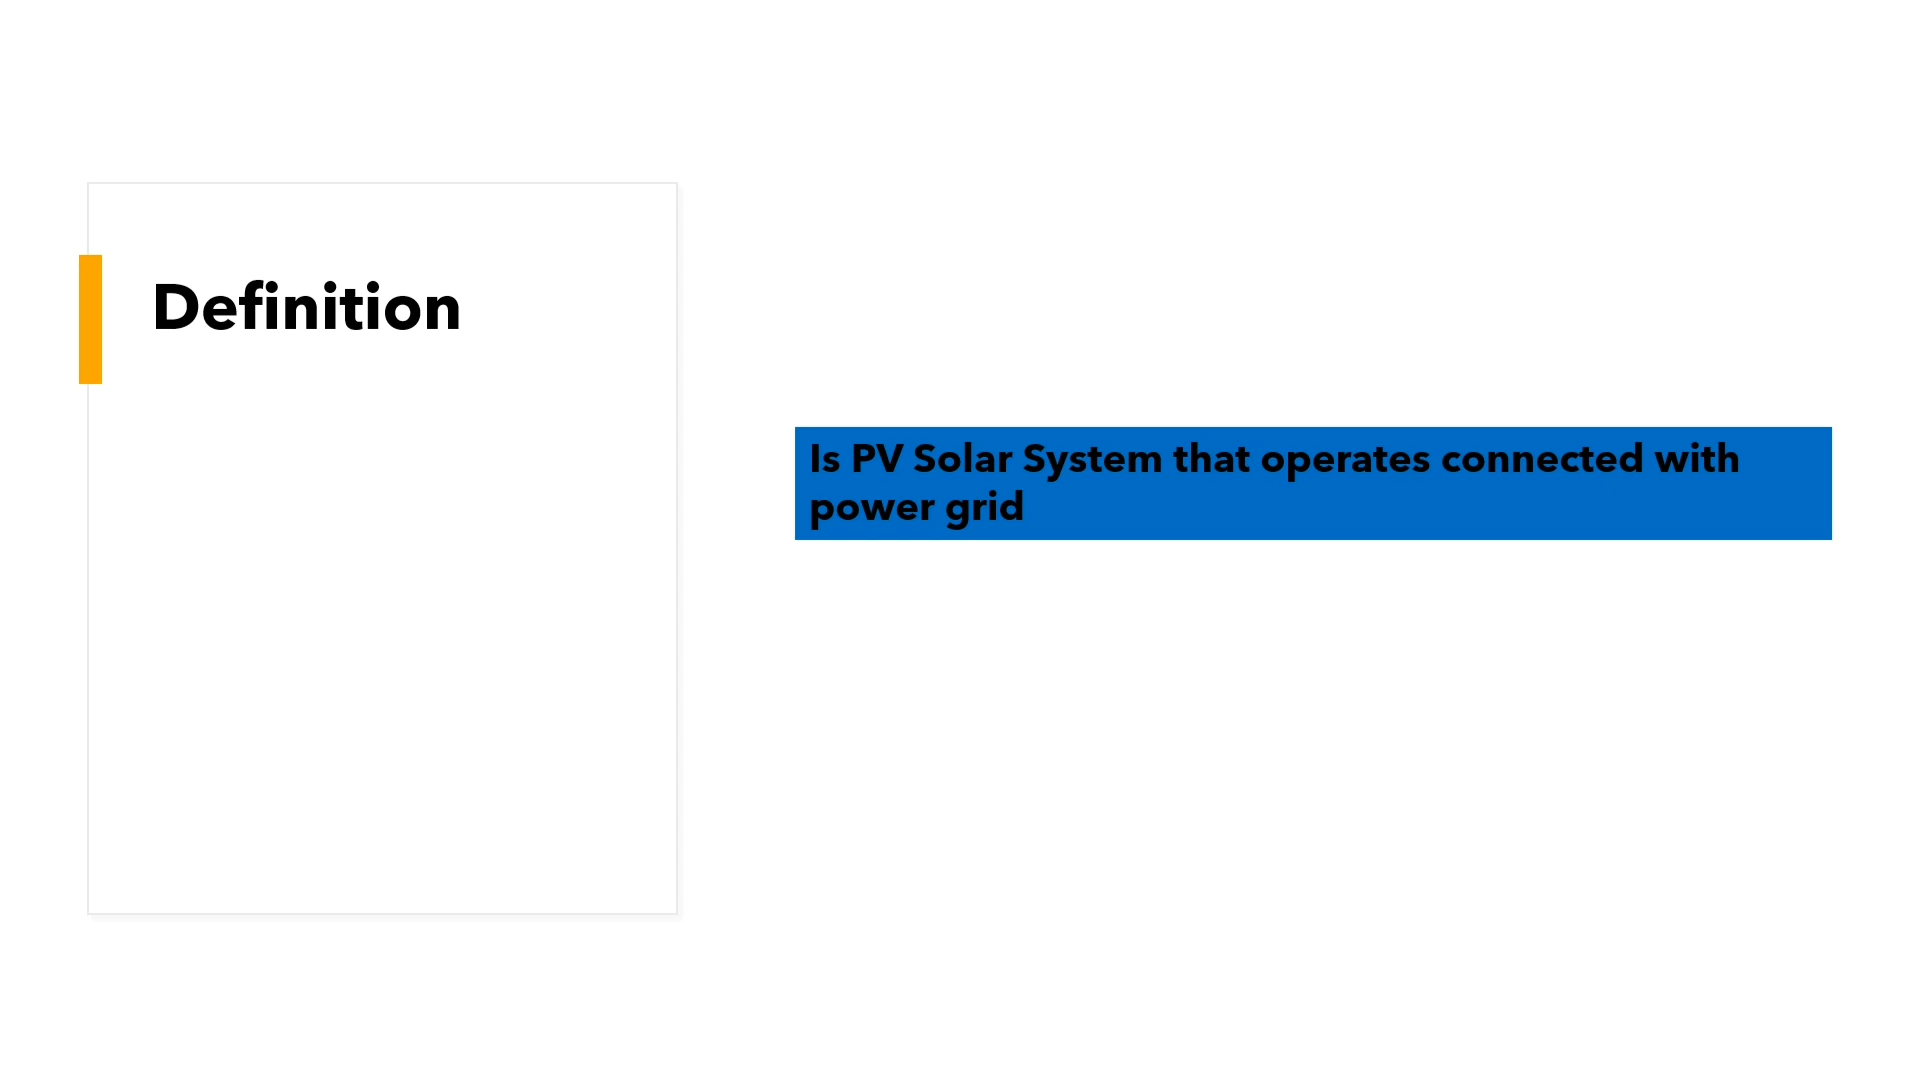 Definition
Is PV Solar System that operates connected with
power grid